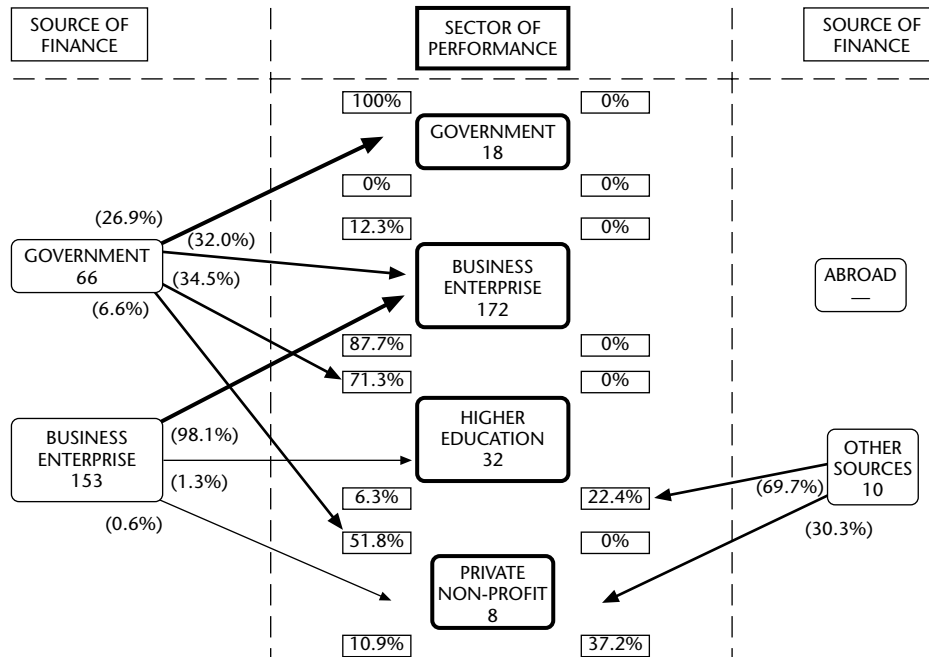 SOURCE OF
FINANCE
SECTOR OF
PERFORMANCE
SOURCE OF
FINANCE
100%
0%
GOVERNMENT
18
0%
0%
(26.9%)
12.3%
0%
(32.0%)
GOVERNMENT
66
(34.5%)
(6.6%)
BUSINESS
ENTERPRISE
172
ABROAD
—
87.7%
0%
71.3%
0%
BUSINESS
ENTERPRISE
153
(98.1%)
(1.3%)
(0.6%)
HIGHER
EDUCATION
32
OTHER
SOURCES
10
(69.7%)
(30.3%)
6.3%
22.4%
51.8%
0%
PRIVATE
NON-PROFIT
8
10.9%
37.2%